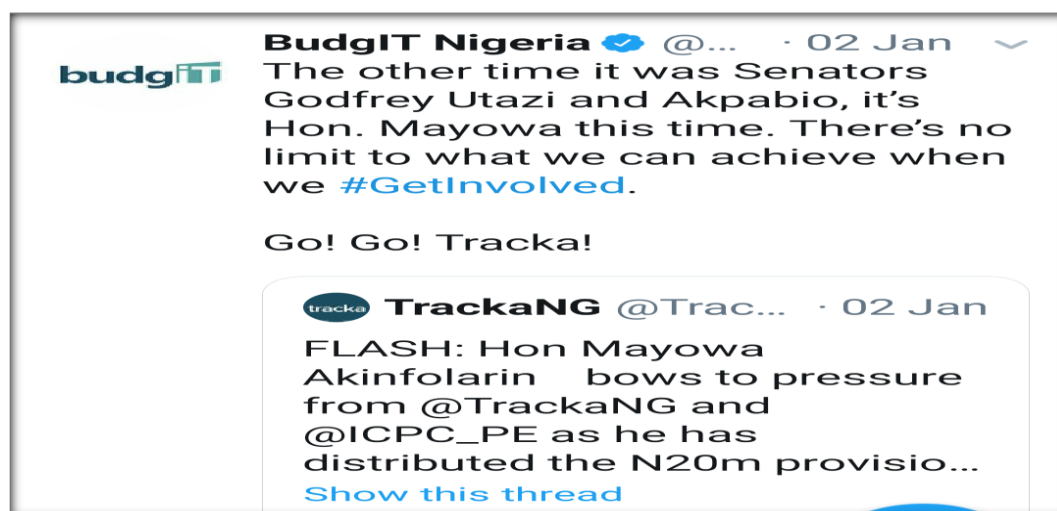 budgIT
BudgIT Nigeria @... · 02 Jan
The other time it was Senators
Godfrey Utazi and Akpabio, it’s
Hon. Mayowa this time. There’s no
limit to what we can achieve when
we #GetInvolved.
Go! Go! Tracka!
tracka TrackaNG @Trac... · 02 Jan
FLASH: Hon Mayowa
Akinfolarin bows to pressure
from @TrackaNG and
@ICPC_PE as he has
distributed the N20m provisio...
Show this thread